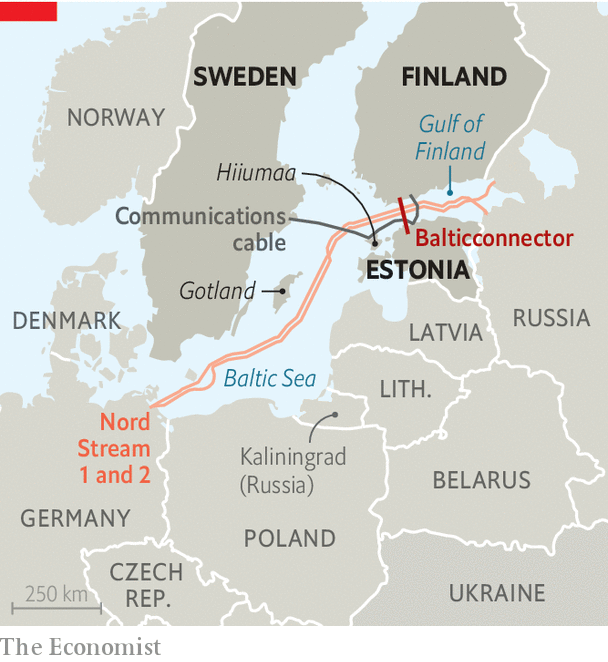 SWEDEN
FINLAND
NORWAY
Gulf of
Finland
Hiiumaa
Communications
cable
Balticconnector
ESTONIA
Gotland
DENMARK
RUSSIA
LATVIA
Baltic Sea
LITH.
Nord
Stream
1 and 2
Kaliningrad
(Russia)
BELARUS
GERMANY
POLAND
CZECH
REP.
250 km
UKRAINE
The Economist